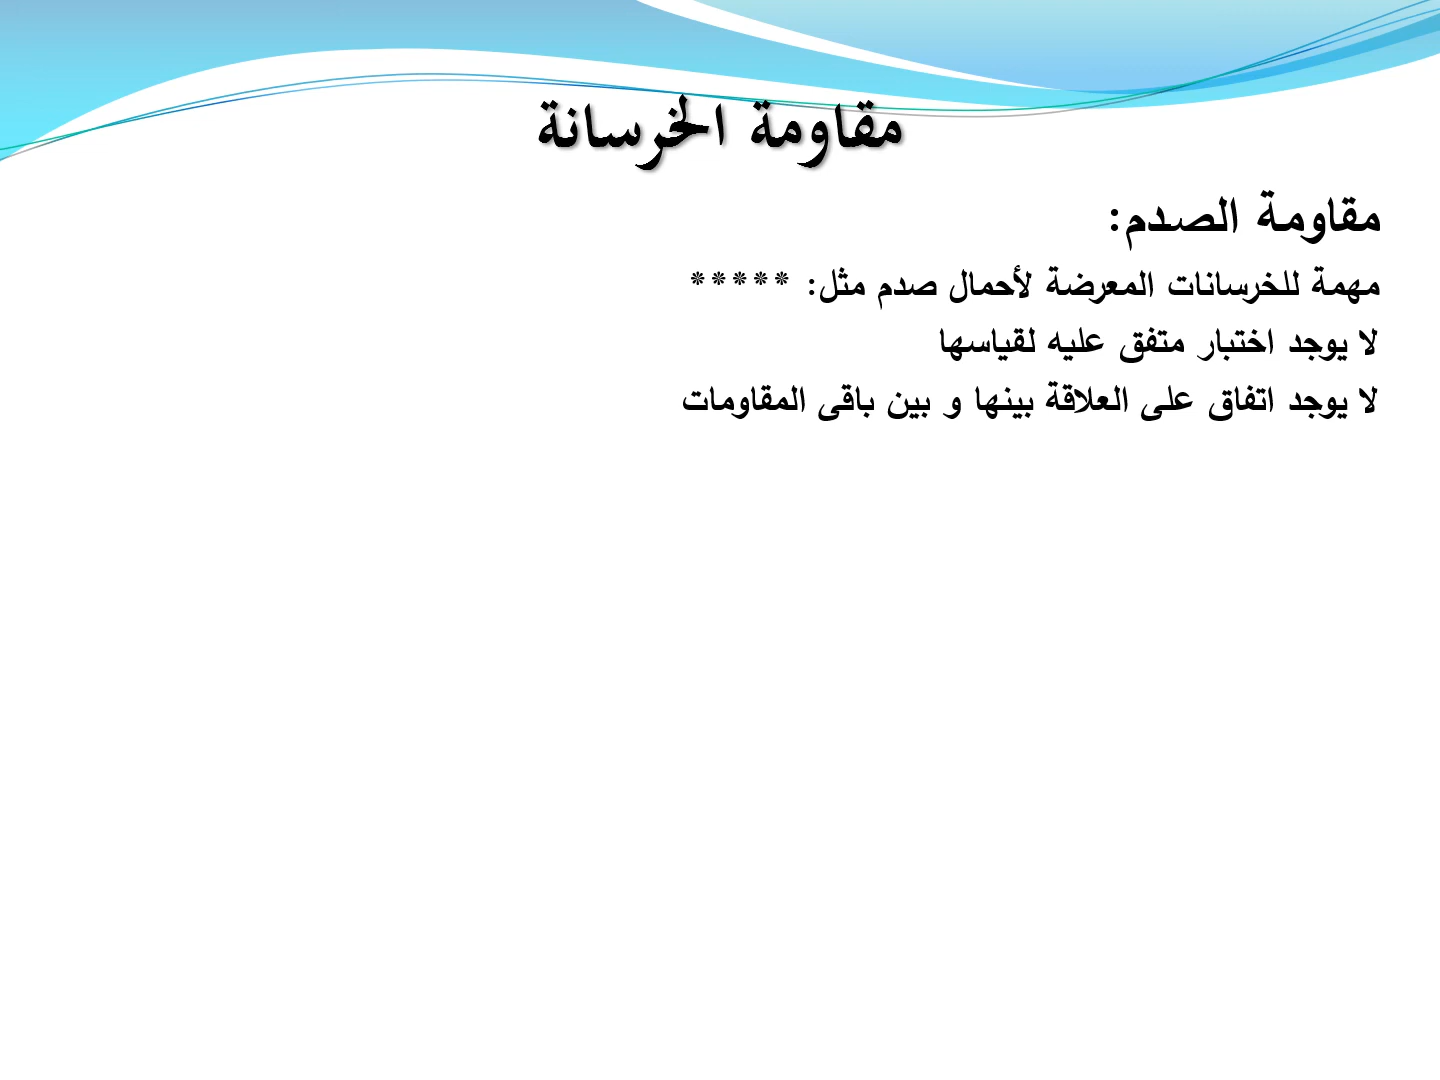 مقاومة الخرسانة
مقاومة الصدم:
مهمة للخرسانات المعرضة لأحمال صدم مثل: *****
لا يوجد اختبار متفق عليه لقياسها
لا يوجد اتفاق على العلاقة بينها و بين باقى المقاومات